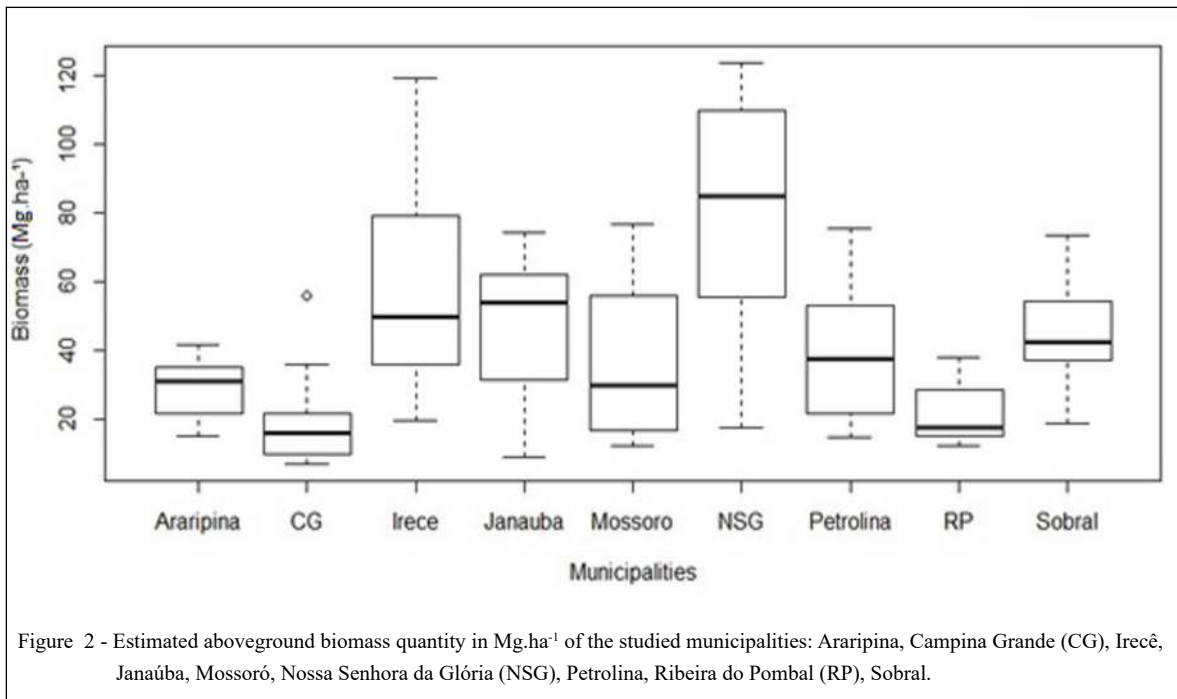 120
100
80
60
40
20
Biomass (Mg.ha-¹)
Araripina CG Irece Janauba Mossoro NSG Petrolina RP Sobral
Municipalities
Figure 2 - Estimated aboveground biomass quantity in Mg.ha-1 of the studied municipalities: Araripina, Campina Grande (CG), Irecê,
Janaúba, Mossoró, Nossa Senhora da Glória (NSG), Petrolina, Ribeira do Pombal (RP), Sobral.